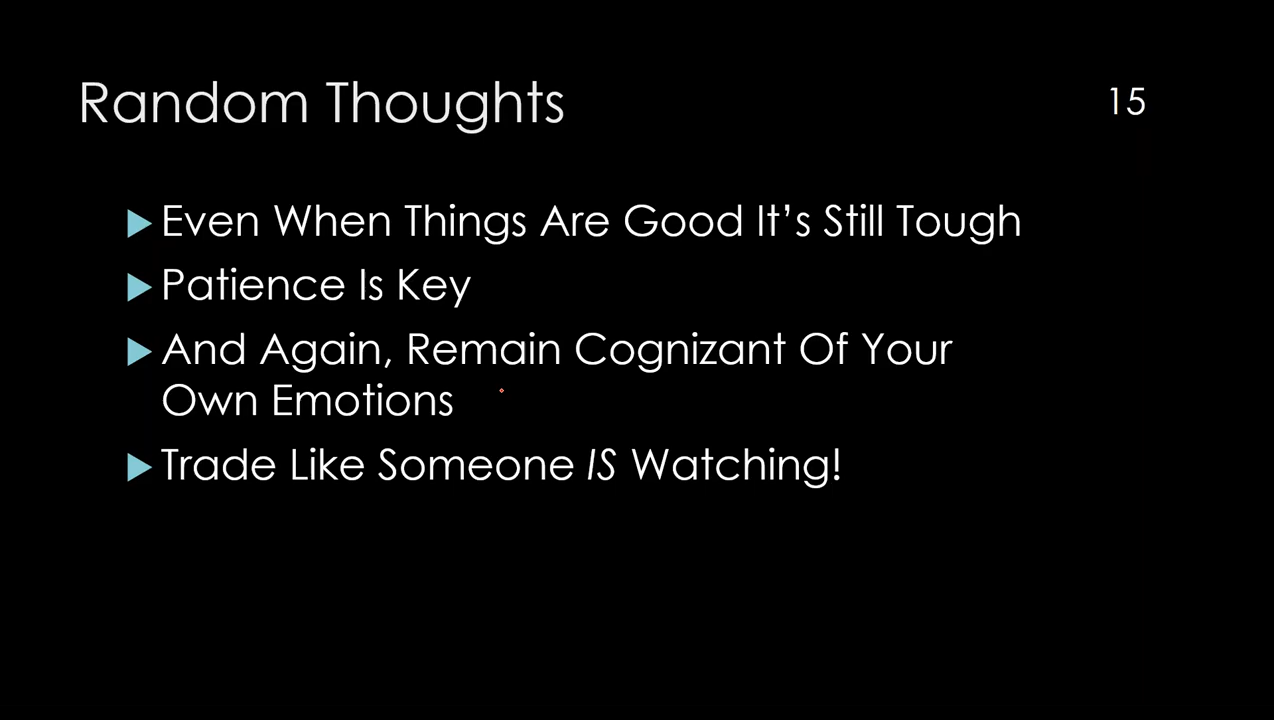 Random Thoughts
15
Even When Things Are Good It’s Still Tough
Patience Is Key
And Again, Remain Cognizant Of Your
Own Emotions
Trade Like Someone IS Watching!